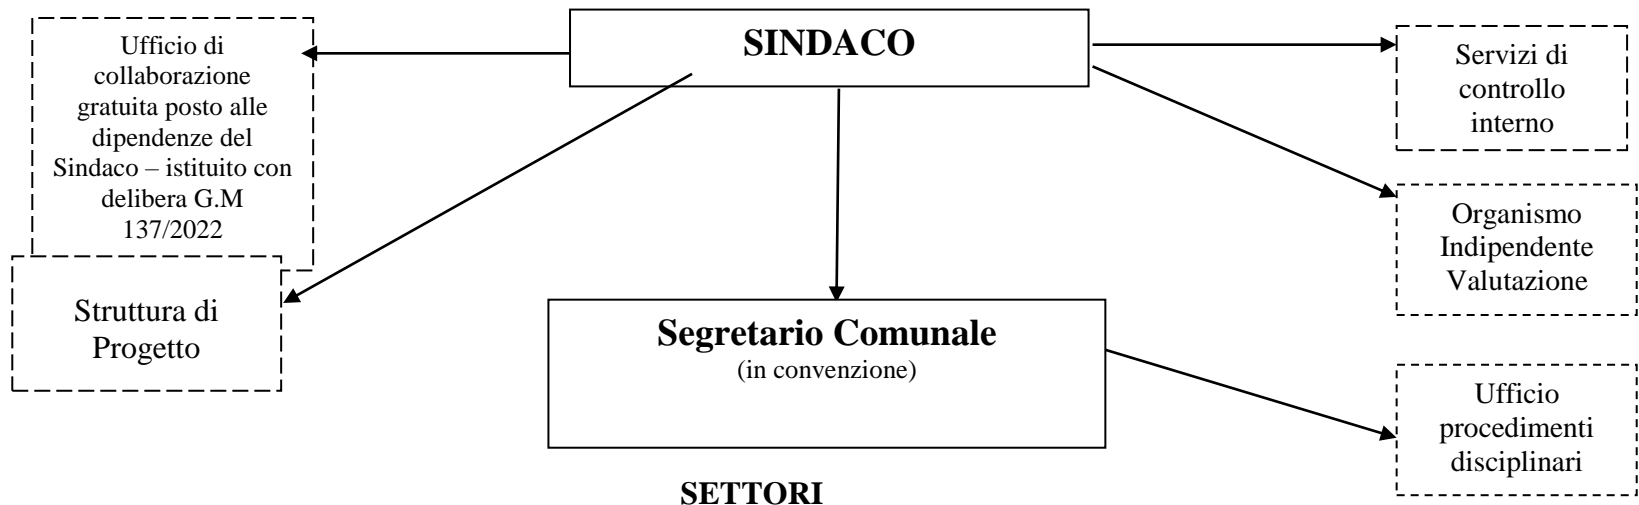 SINDACO
Ufficio di
collaborazione
gratuita posto alle
dipendenze del
Sindaco – istituito con
delibera G.M
137/2022
Servizi di
controllo
interno
Organismo
Indipendente
Valutazione
Struttura di
Progetto
Segretario Comunale
(in convenzione)
Ufficio
procedimenti
disciplinari
SETTORI